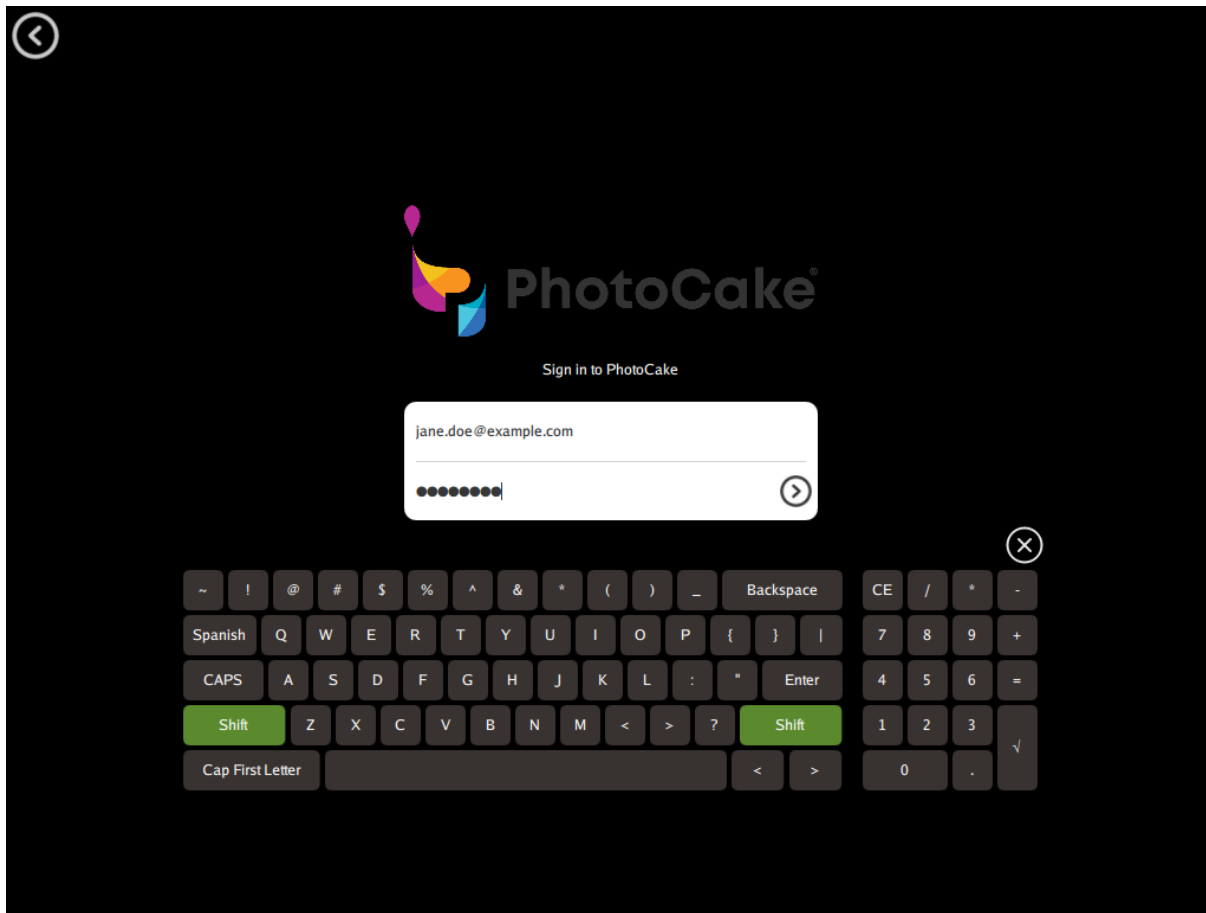 PhotoCake®
Sign in to PhotoCake
jane.doe@example.com
●●●●●●●●
~ ! @ # $ % ^ & * ( ) _ Backspace CE / * -
Spanish Q W E R T Y U I O P { } | 7 8 9 +
CAPS A S D F G H J K L : " Enter 4 5 6 =
Shift Z X C V B N M < > ? Shift 1 2 3 √
Cap First Letter < > 0 .